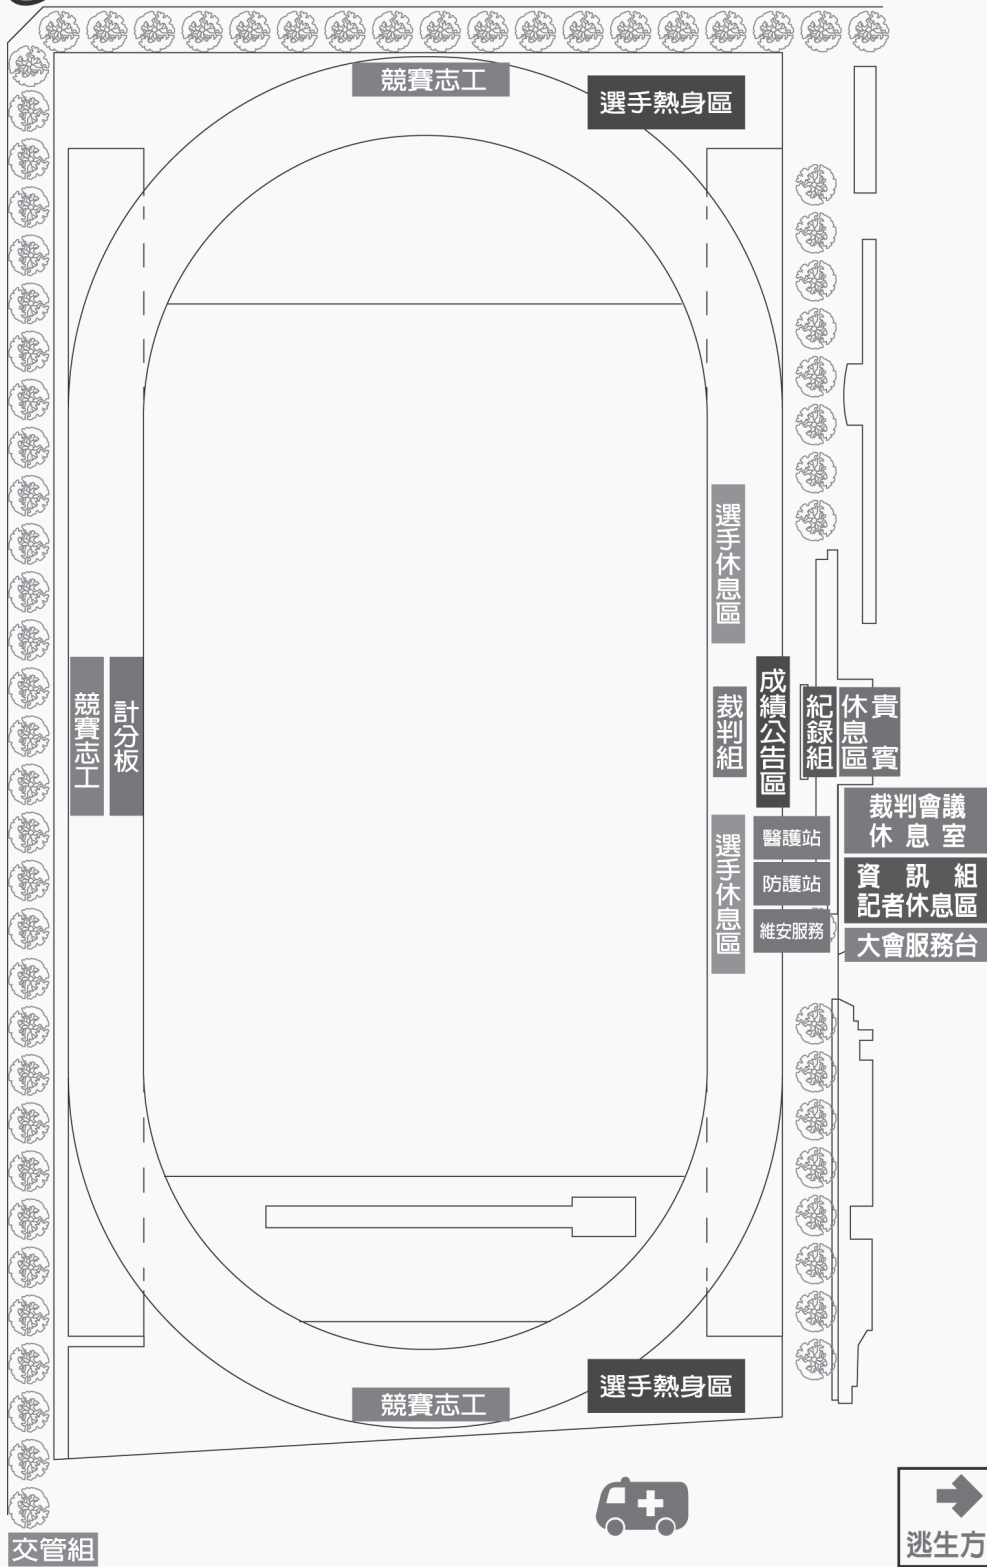 競賽志工
選手熱身區
選手休息區
競賽志工
計分板
裁判組
成績公告區
紀錄組
貴賓
休息區
裁判會議
休息室
選手休息區
醫護站
資訊組
記者休息區
防護站
維安服務
大會服務台
競賽志工
選手熱身區
交管組
逃生方